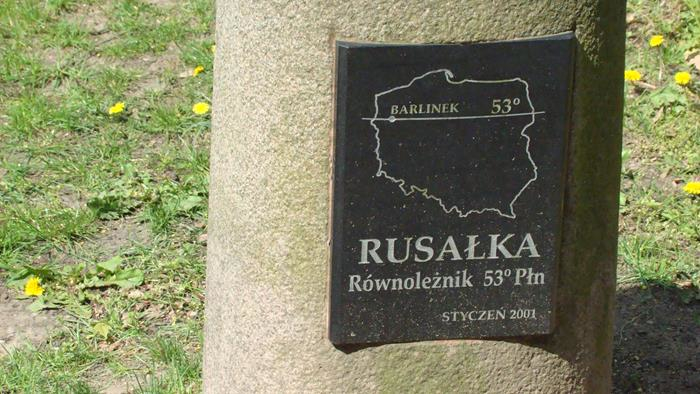 BARLINEK 53°
RUSAŁKA
Równoleżnik 53° Płn
STYCZEŃ 2001